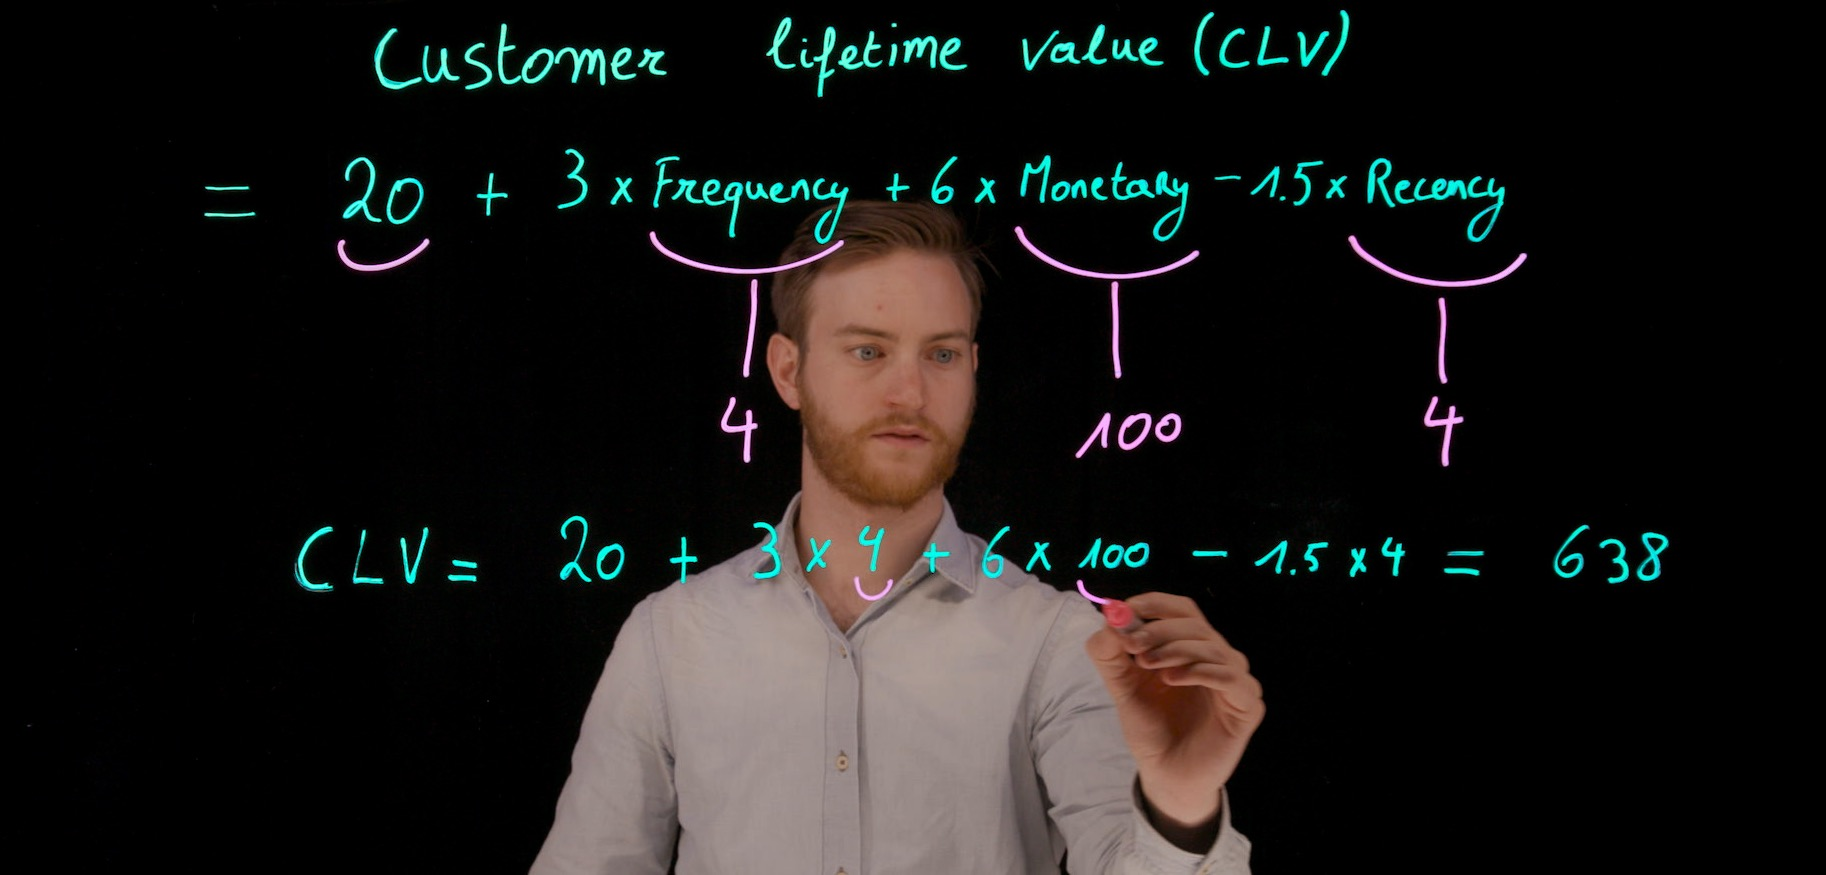 Customer lifetime value (CLV)
= 20 + 3 x Frequency + 6 x Monetary - 1.5 x Recency
4 100 4
CLV = 20 + 3 x 4 + 6 x 100 - 1.5 x 4 = 638